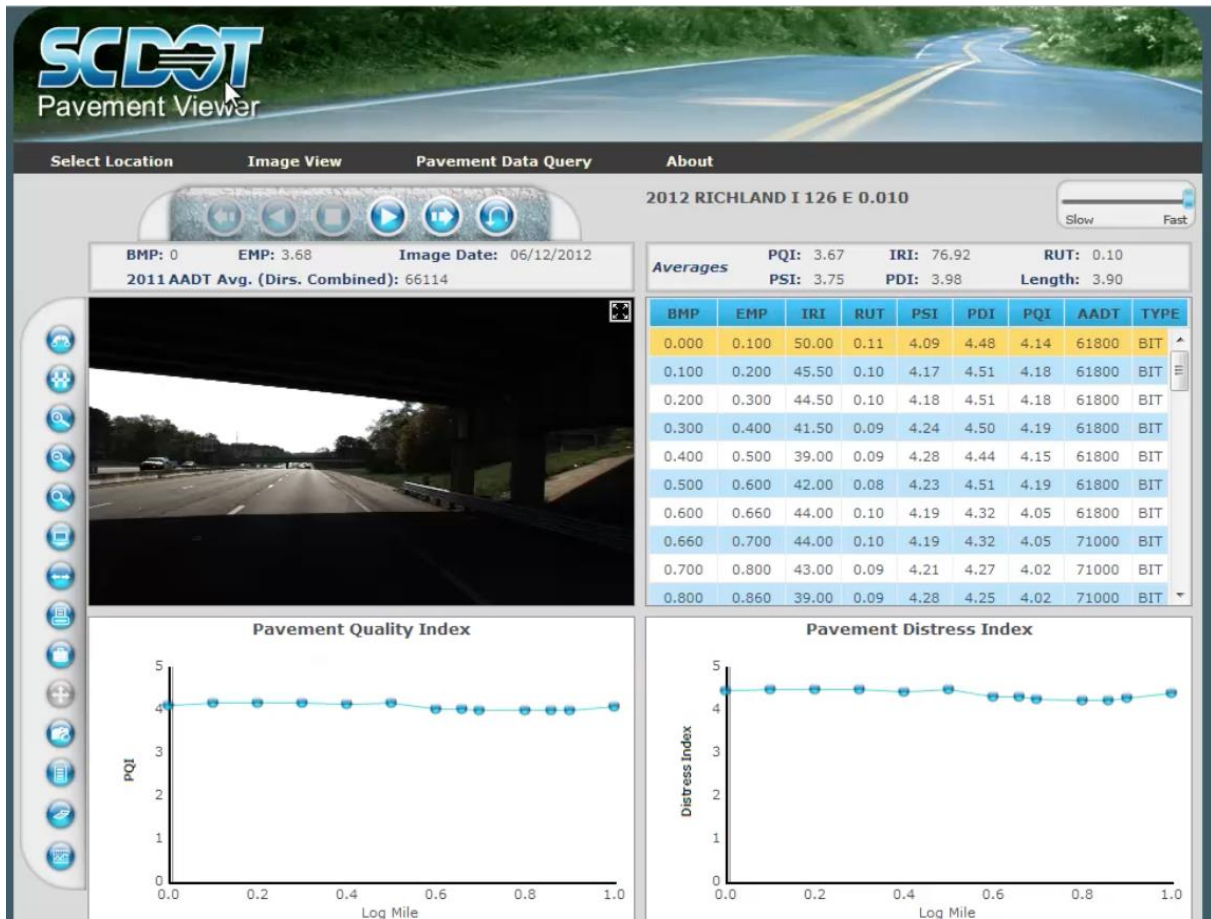 SCDOT
Pavement Viewer
Select Location Image View Pavement Data Query About
2012 RICHLAND I 126 E 0.010
Slow Fast
BMP: 0 EMP: 3.68 Image Date: 06/12/2012
2011 AADT Avg. (Dirs. Combined): 66114
Averages
PQI: 3.67 IRI: 76.92 RUT: 0.10
PSI: 3.75 PDI: 3.98 Length: 3.90
BMP EMP IRI RUT PSI PDI PQI AADT TYPE
0.000 0.100 50.00 0.11 4.09 4.48 4.14 61800 BIT
0.100 0.200 45.50 0.10 4.17 4.51 4.18 61800 BIT
0.200 0.300 44.50 0.10 4.18 4.51 4.18 61800 BIT
0.300 0.400 41.50 0.09 4.24 4.50 4.19 61800 BIT
0.400 0.500 39.00 0.09 4.28 4.44 4.15 61800 BIT
0.500 0.600 42.00 0.08 4.23 4.51 4.19 61800 BIT
0.600 0.660 44.00 0.10 4.19 4.32 4.05 61800 BIT
0.660 0.700 44.00 0.10 4.19 4.32 4.05 71000 BIT
0.700 0.800 43.00 0.09 4.21 4.27 4.02 71000 BIT
0.800 0.860 39.00 0.09 4.28 4.25 4.02 71000 BIT
Pavement Quality Index
5
4
3
2
1
0
PQI
0.0 0.2 0.4 0.6 0.8 1.0
Log Mile
Pavement Distress Index
5
4
3
2
1
0
Distress Index
0.0 0.2 0.4 0.6 0.8 1.0
Log Mile